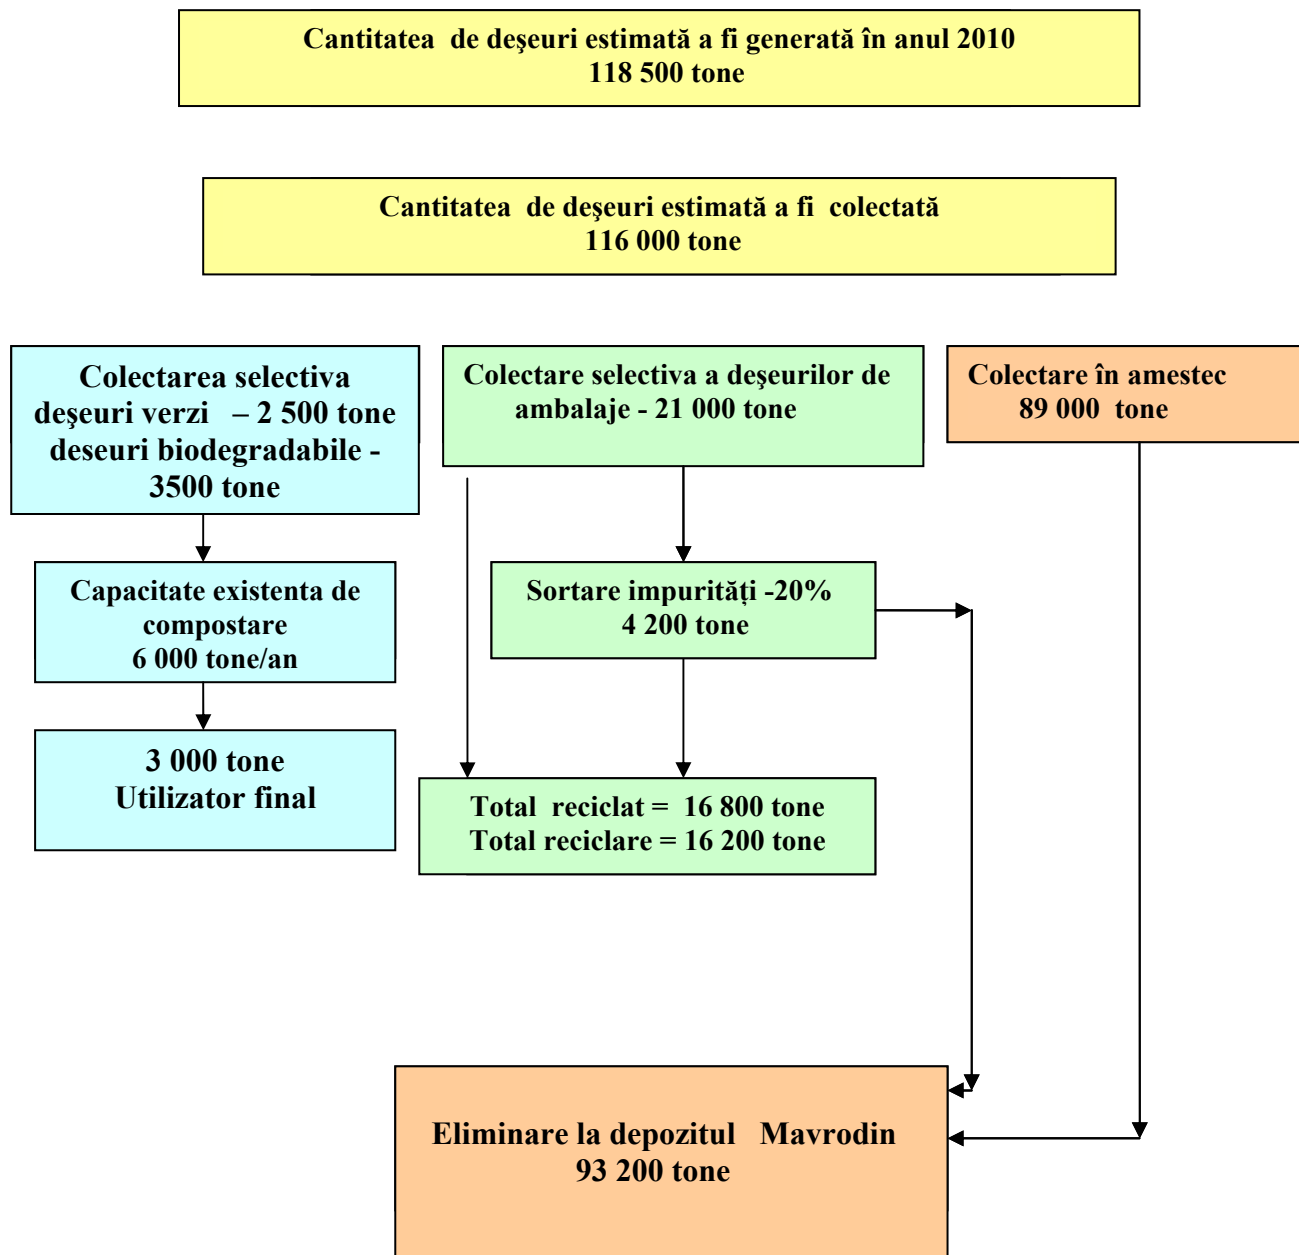 Cantitatea de deşeuri estimată a fi generată în anul 2010
118 500 tone
Cantitatea de deşeuri estimată a fi colectată
116 000 tone
Colectarea selectiva
deşeuri verzi – 2 500 tone
deseuri biodegradabile -
3500 tone
Colectare selectiva a deşeurilor de
ambalaje - 21 000 tone
Colectare în amestec
89 000 tone
Capacitate existenta de
compostare
6 000 tone/an
Sortare impurități -20%
4 200 tone
3 000 tone
Utilizator final
Total reciclat = 16 800 tone
Total reciclare = 16 200 tone
Eliminare la depozitul Mavrodin
93 200 tone